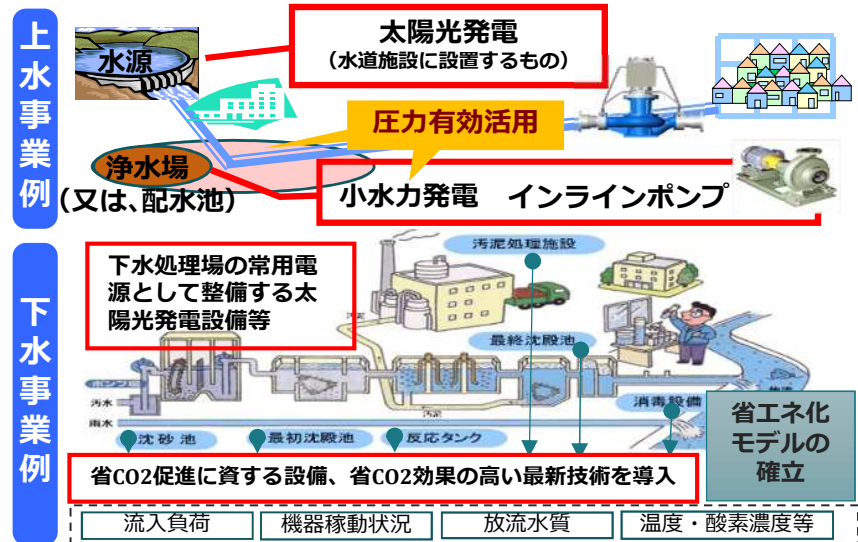 上水事業例
水源
太陽光発電
（水道施設に設置するもの）
圧力有効活用
浄水場
（又は、配水池）
小水力発電 インラインポンプ
下水事業例
下水処理場の常用電
源として整備する太
陽光発電設備等
汚泥処理施設
汚泥
最終沈殿池
ポンプ
汚水
雨水
汚泥
消毒設備
放流
沈砂池
最初沈殿池
反応タンク
省エネ化
モデルの
確立
省CO2促進に資する設備、省CO2効果の高い最新技術を導入
流入負荷
機器稼動状況
放流水質
温度・酸素濃度等